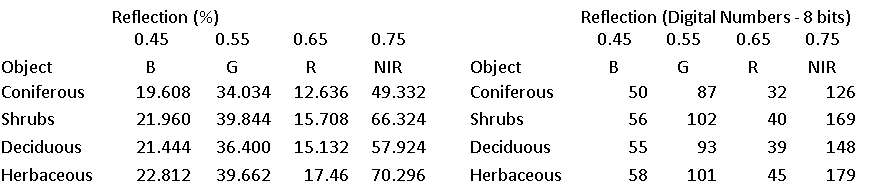 Reflection (%) Reflection (Digital Numbers - 8 bits)
0.45 0.55 0.65 0.75 0.45 0.55 0.65 0.75
Object B G R NIR Object B G R NIR
Coniferous 19.608 34.034 12.636 49.332 Coniferous 50 87 32 126
Shrubs 21.960 39.844 15.708 66.324 Shrubs 56 102 40 169
Deciduous 21.444 36.400 15.132 57.924 Deciduous 55 93 39 148
Herbaceous 22.812 39.662 17.46 70.296 Herbaceous 58 101 45 179